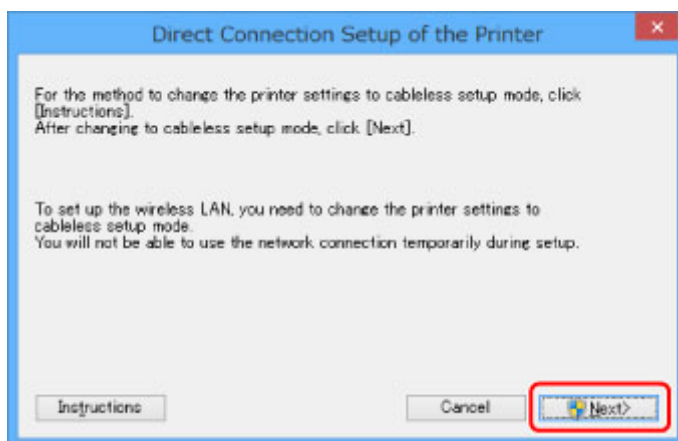 Direct Connection Setup of the Printer
For the method to change the printer settings to cableless setup mode, click
[Instructions].
After changing to cableless setup mode, click [Next].
To set up the wireless LAN, you need to change the printer settings to
cableless setup mode.
You will not be able to use the network connection temporarily during setup.
Instructions
Cancel
Next>